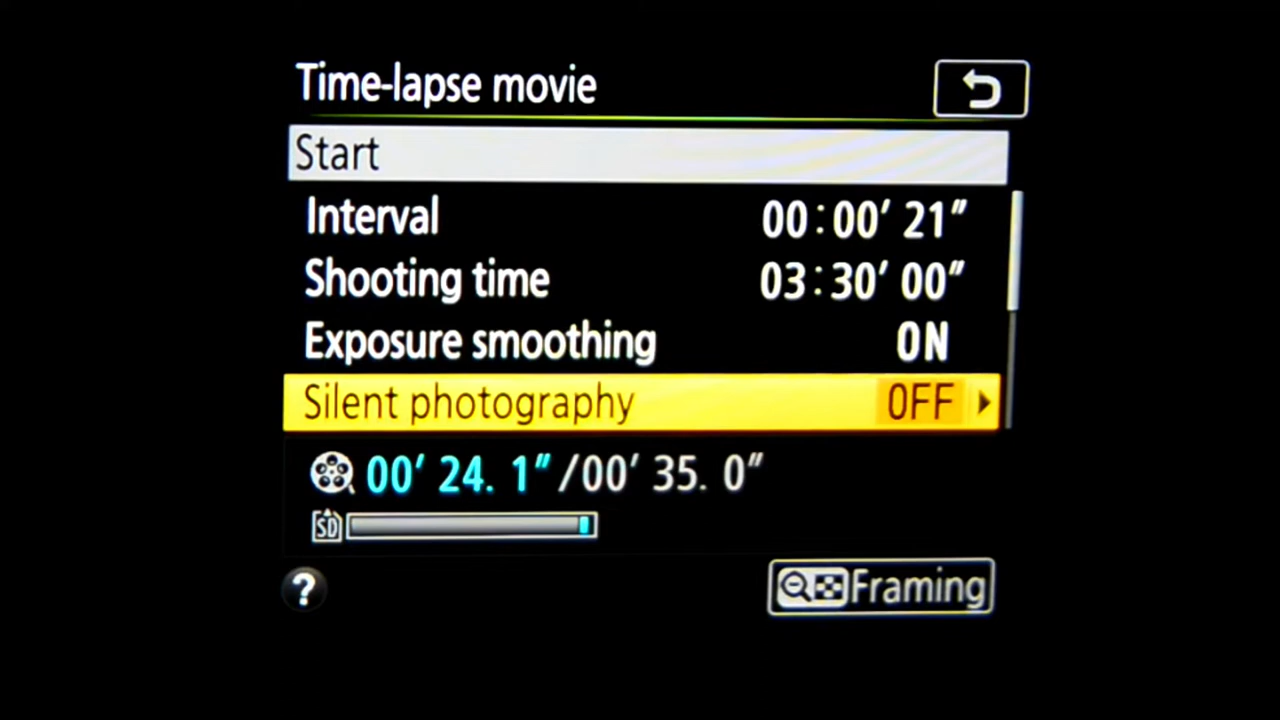 Time-lapse movie
Start
Interval 00:00' 21"
Shooting time 03:30' 00"
Exposure smoothing ON
Silent photography OFF
00' 24. 1" /00' 35. 0"
SD
? Framing